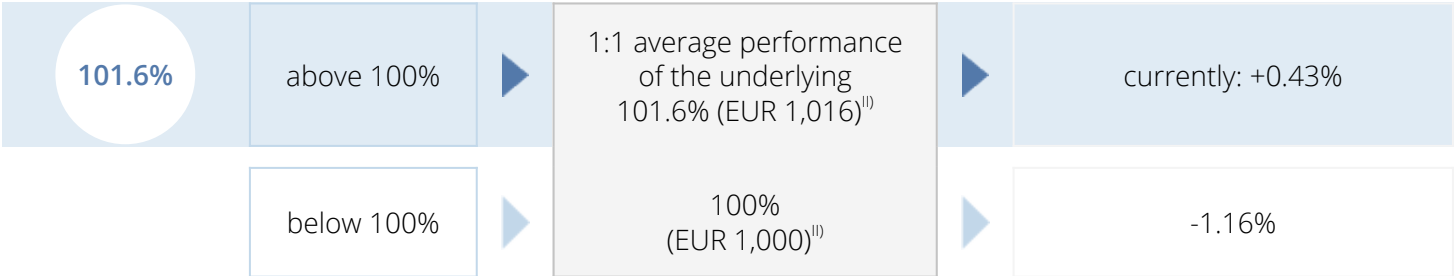 101.6%
above 100%
1:1 average performance
of the underlying
101.6% (EUR 1,016)II)
currently: +0.43%
below 100%
100%
(EUR 1,000)II)
-1.16%